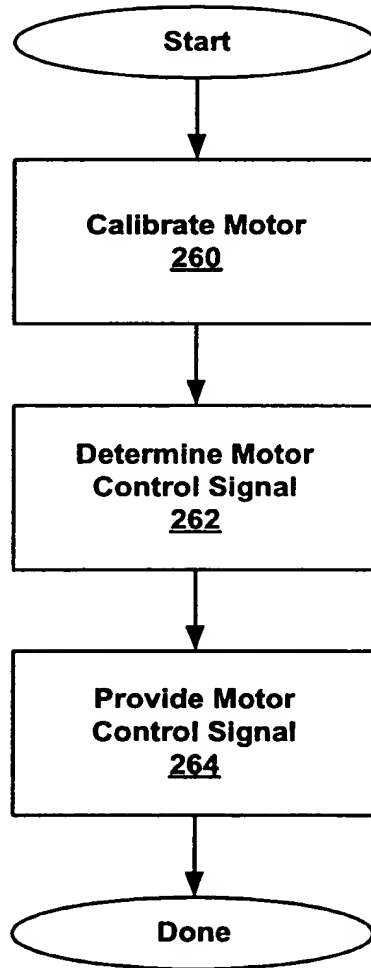 Start
Calibrate Motor
260
Determine Motor
Control Signal
262
Provide Motor
Control Signal
264
Done